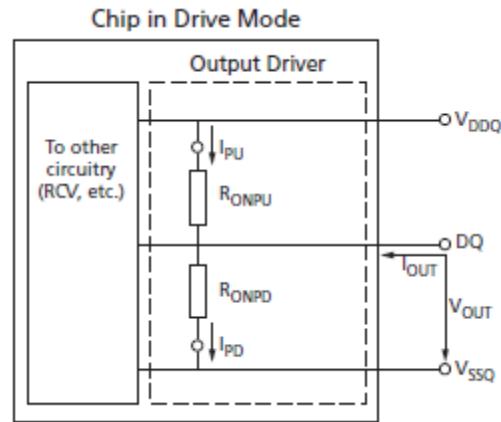 Chip in Drive Mode
Output Driver
To other
circuitry
(RCV, etc.)
VDDQ
IPU
RONPU
DQ
IOUT
RONPD
VOUT
IPD
VSSQ